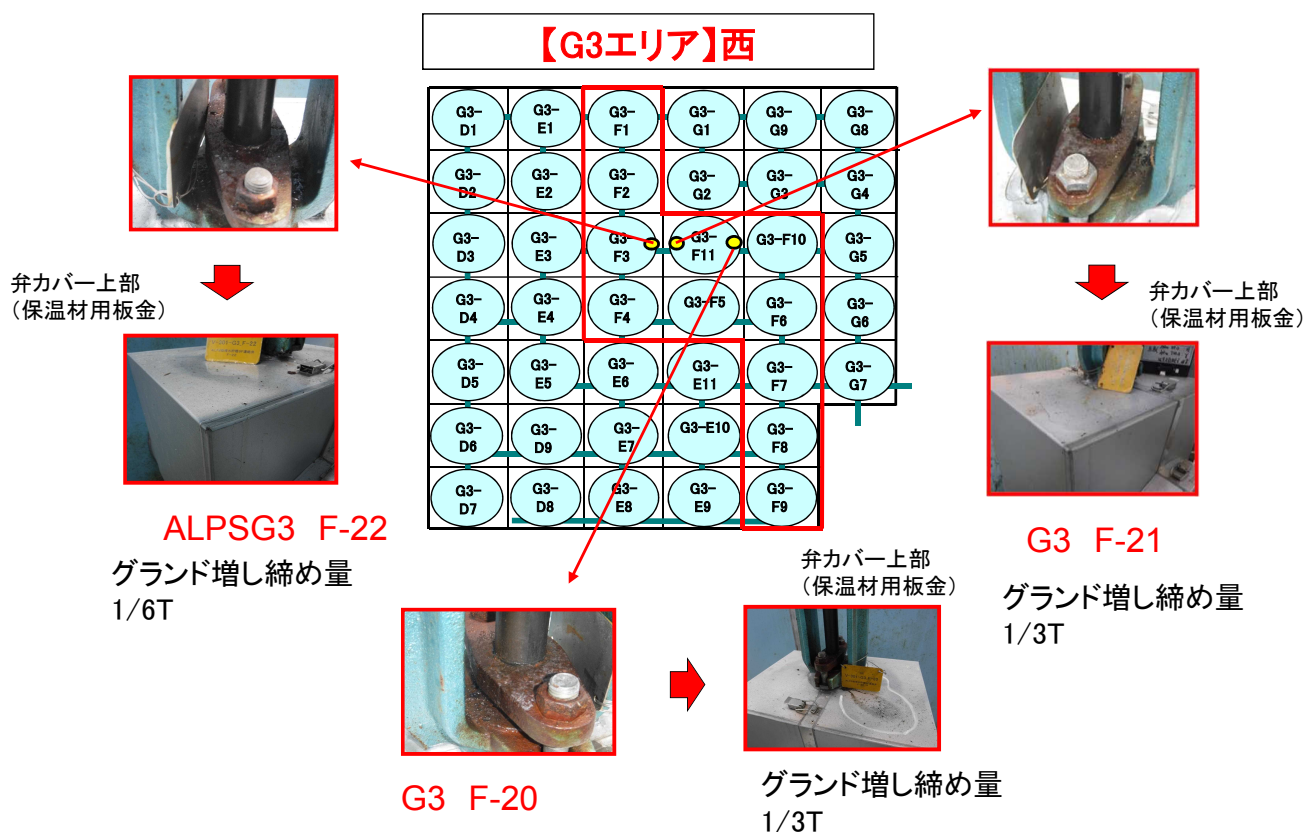 【G3エリア】西
G3-
D1
G3-
E1
G3-
F1
G3-
G1
G3-
G9
G3-
G8
G3-
D2
G3-
E2
G3-
F2
G3-
G2
G3-
G3
G3-
G4
G3-
D3
G3-
E3
G3-
F3
G3-
F11
G3-F10
G3-
G5
G3-
D4
G3-
E4
G3-
F4
G3-F5
G3-
F6
G3-
G6
G3-
D5
G3-
E5
G3-
E6
G3-
E11
G3-
F7
G3-
G7
G3-
D6
G3-
D9
G3-
E7
G3-E10
G3-
F8
G3-
D7
G3-
D8
G3-
E8
G3-
E9
G3-
F9
弁カバー上部
（保温材用板金）
ALPSG3 F-22
グランド増し締め量
1/6T
弁カバー上部
（保温材用板金）
G3 F-21
グランド増し締め量
1/3T
G3 F-20
弁カバー上部
（保温材用板金）
グランド増し締め量
1/3T